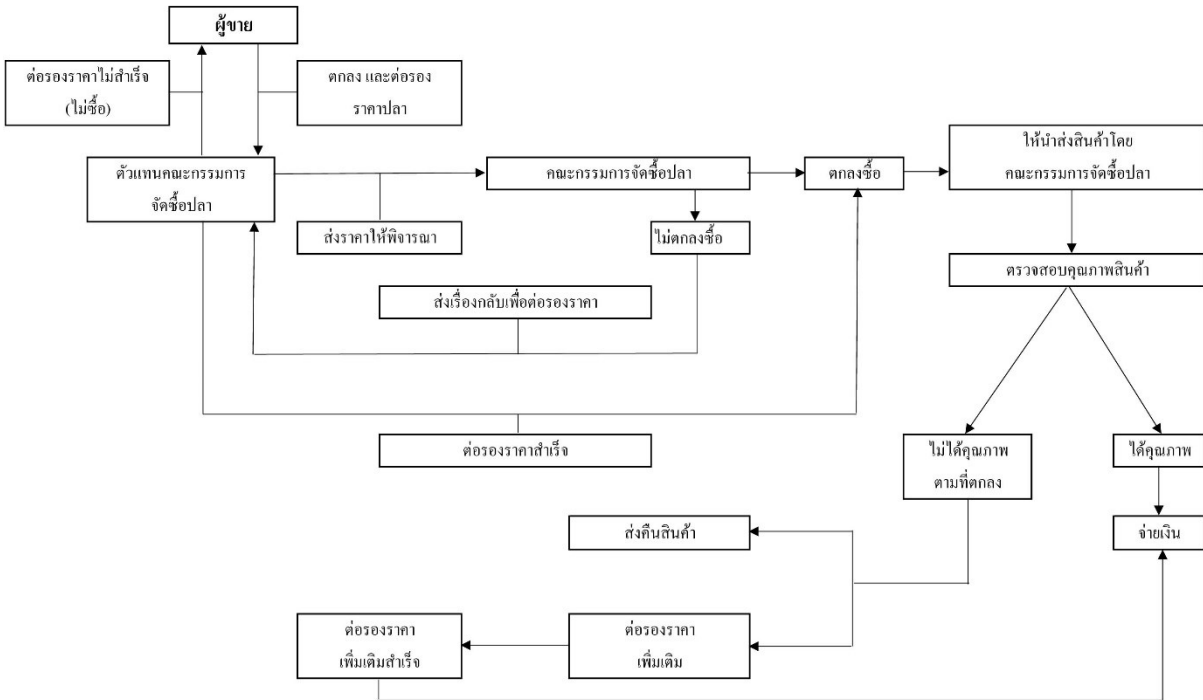 ผู้ขาย
ต่อรองราคาไม่สำเร็จ
(ไม่ซื้อ)
ตกลง และต่อรอง
ราคาปลา
ตัวแทนคณะกรรมการ
จัดซื้อปลา
คณะกรรมการจัดซื้อปลา
ตกลงซื้อ
ให้นำส่งสินค้าโดย
คณะกรรมการจัดซื้อปลา
ส่งราคาให้พิจารณา
ไม่ตกลงซื้อ
ตรวจสอบคุณภาพสินค้า
ส่งเรื่องกลับเพื่อต่อรองราคา
ต่อรองราคาสำเร็จ
ไม่ได้คุณภาพ
ตามที่ตกลง
ได้คุณภาพ
ส่งคืนสินค้า
จ่ายเงิน
ต่อรองราคา
เพิ่มเติมสำเร็จ
ต่อรองราคา
เพิ่มเติม